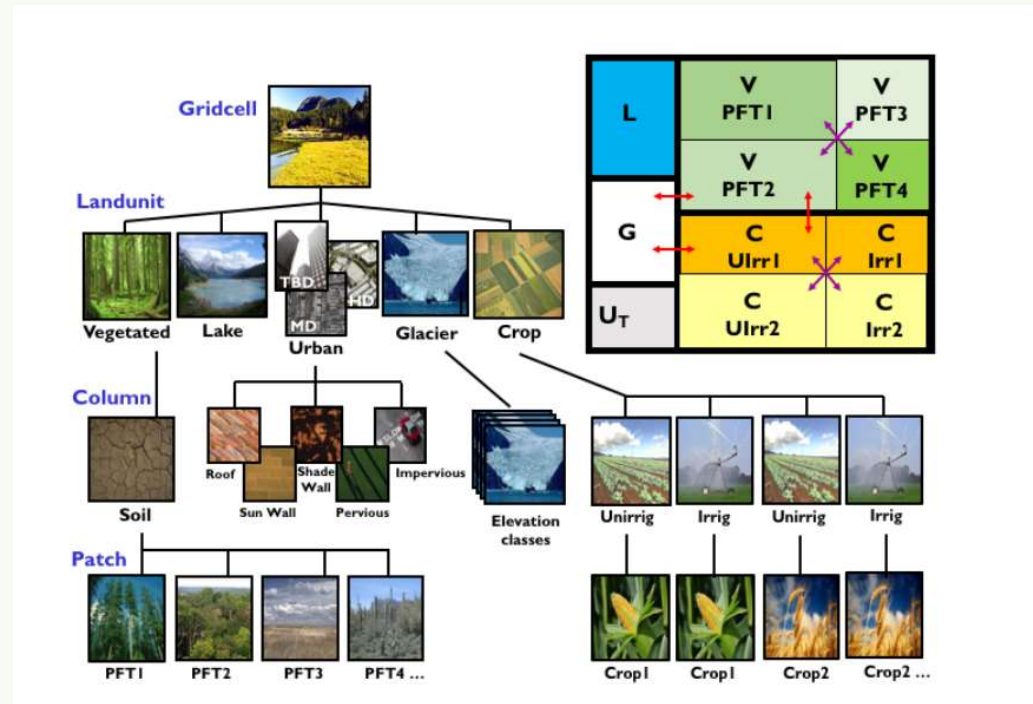 Gridcell
Landunit
TBD
HD
MD
Vegetated
Lake
Urban
Glacier
Crop
Column
Roof
Sun Wall
Shade
Wall
Pervious
Impervious
Soil
Elevation
classes
Unirrig
Irrig
Unirrig
Irrig
Patch
PFT1
PFT2
PFT3
PFT4 ...
Crop1
Crop1
Crop2
Crop2 ...
L
G
UT
V
PFT1
V
PFT3
V
PFT2
V
PFT4
C
UIrr1
C
Irr1
C
UIrr2
C
Irr2